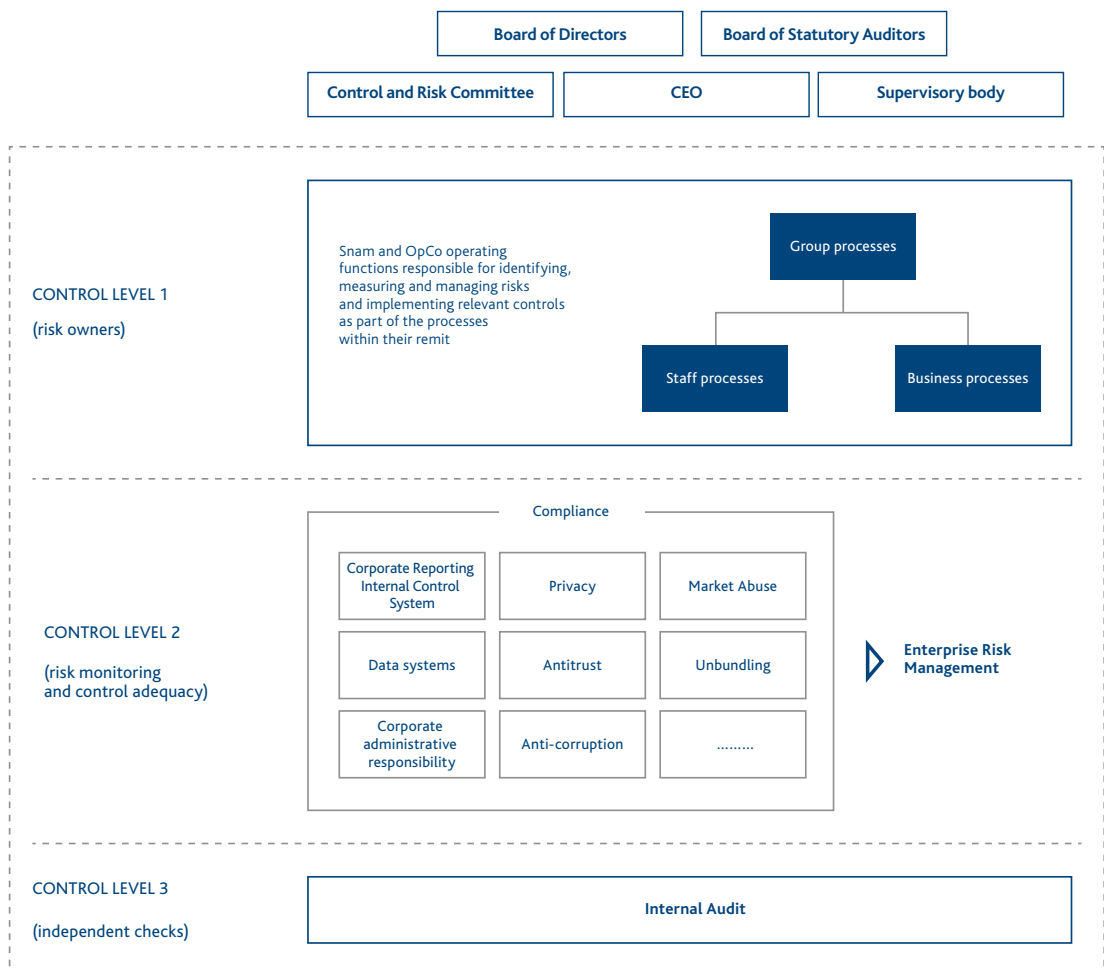 Board of Directors
Board of Statutory Auditors
Control and Risk Committee
CEO
Supervisory body
CONTROL LEVEL 1
(risk owners)
Snam and OpCo operating
functions responsible for identifying,
measuring and managing risks
and implementing relevant controls
as part of the processes
within their remit
Group processes
Staff processes
Business processes
CONTROL LEVEL 2
(risk monitoring
and control adequacy)
Compliance
Corporate Reporting
Internal Control
System
Privacy
Market Abuse
Data systems
Antitrust
Unbundling
Corporate
administrative
responsibility
Anti-corruption
.........
Enterprise Risk
Management
CONTROL LEVEL 3
(independent checks)
Internal Audit